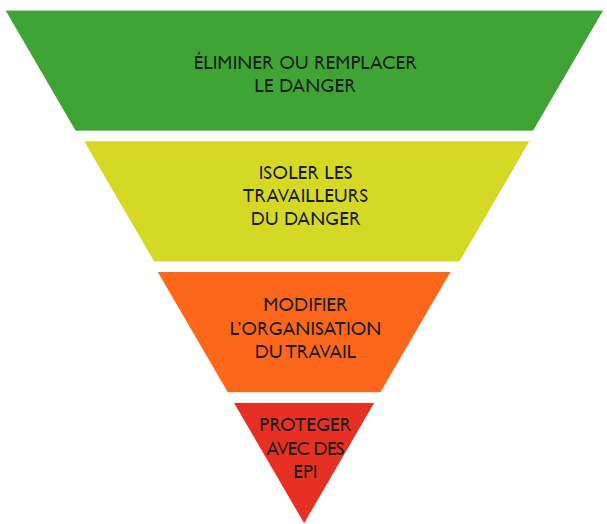 ÉLIMINER OU REMPLACER
LE DANGER
ISOLER LES
TRAVAILLEURS
DU DANGER
MODIFIER
L'ORGANISATION
DU TRAVAIL
PROTEGER
AVEC DES
EPI